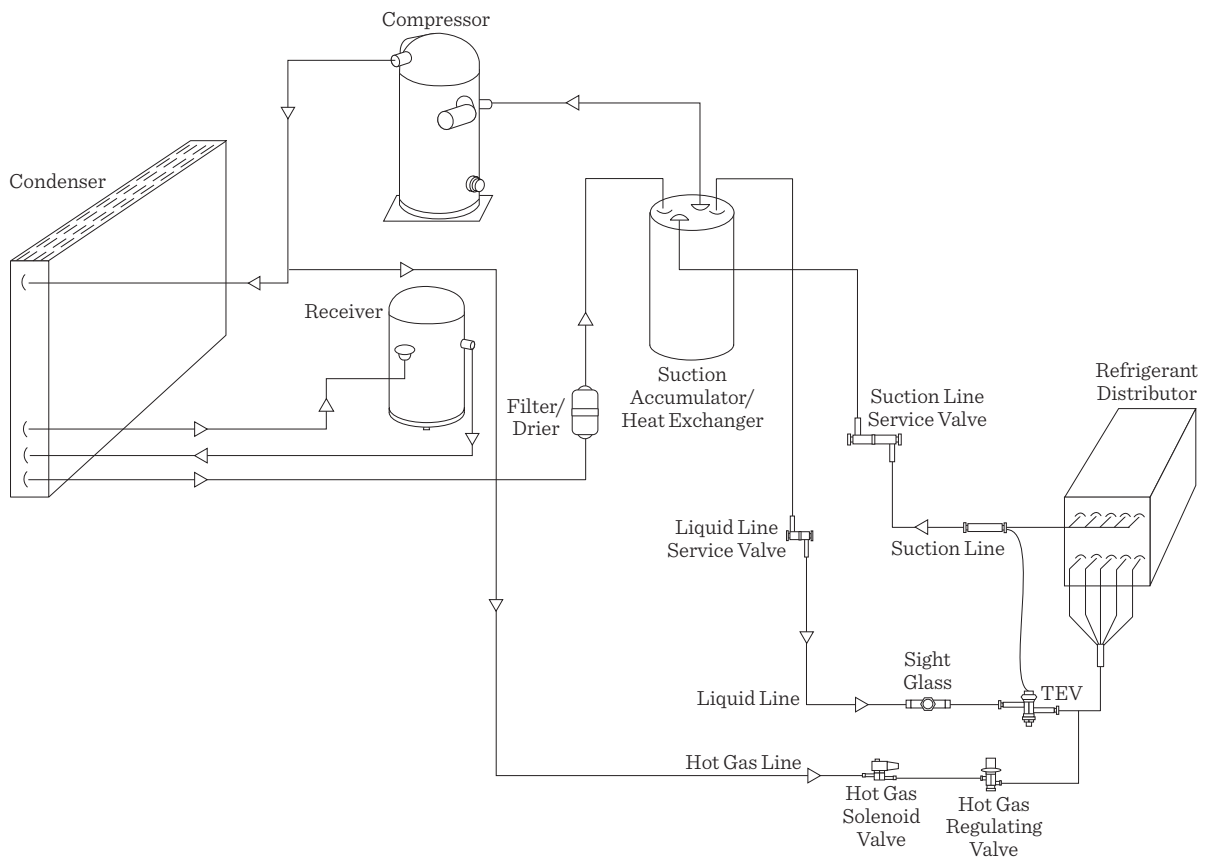 Compressor
Condenser
Receiver
Filter/
Drier
Suction
Accumulator/
Heat Exchanger
Suction Line
Service Valve
Refrigerant
Distributor
Liquid Line
Service Valve
Suction Line
Sight
Glass
TEV
Liquid Line
Hot Gas Line
Hot Gas
Solenoid
Valve
Hot Gas
Regulating
Valve